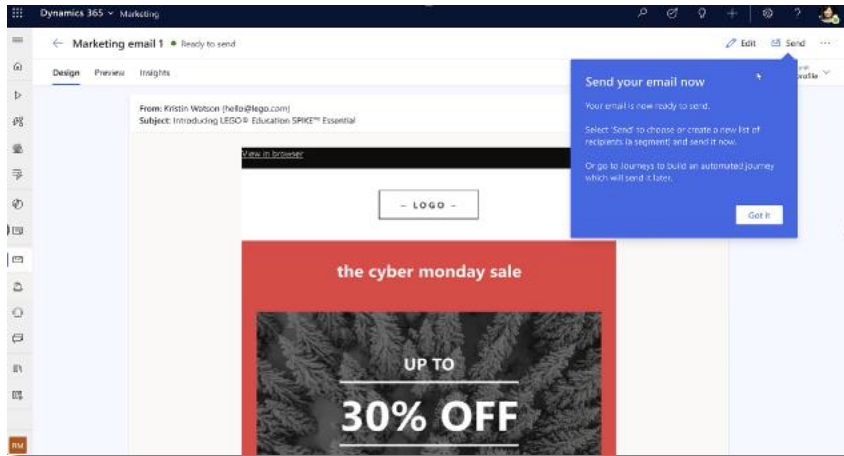 Dynamics 365 Marketing
Marketing email 1 Ready to send
Edit Send
Design Preview Insights
From: Kristin Watson (hello@lego.com)
Subject: Introducing LEGO® Education SPIKE™ Essential
Send your email now
Your email is now ready to send.
Select 'Send' to choose or create a new list of
recipients (a segment) and send it now.
Or go to Journeys to build an automated journey
which will send it later.
Got it
View in browser
- LOGO -
the cyber monday sale
UP TO
30% OFF
RM